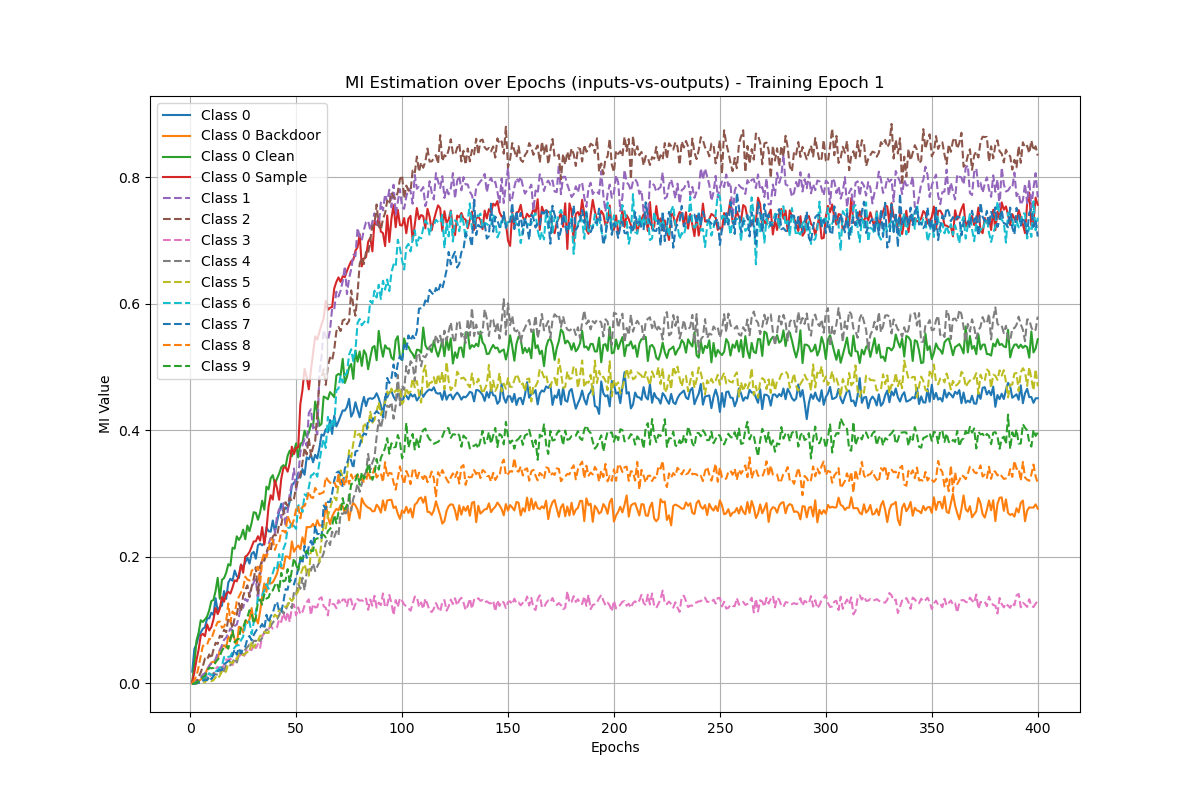 MI Estimation over Epochs (inputs-vs-outputs) - Training Epoch 1
Class 0
Class 0 Backdoor
Class 0 Clean
Class 0 Sample
Class 1
Class 2
Class 3
Class 4
Class 5
Class 6
Class 7
Class 8
Class 9
MI Value
0.8
0.6
0.4
0.2
0.0
0 50 100 150 200 250 300 350 400
Epochs